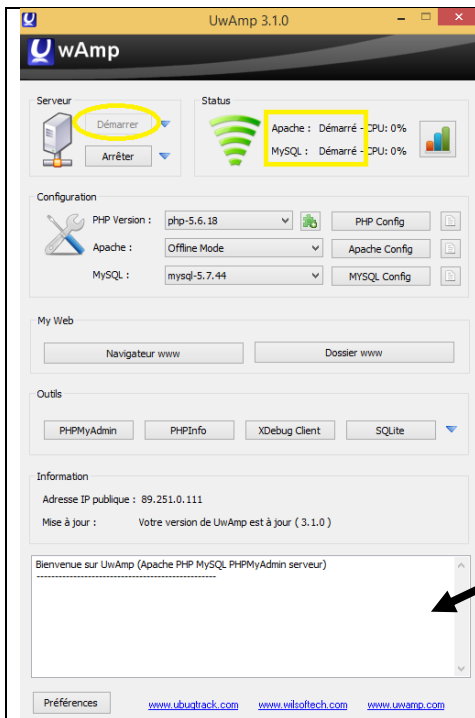 UwAmp 3.1.0
wAmp
Serveur
Démarrer
Arrêter
Status
Apache : Démarré - CPU: 0%
MySQL : Démarré - CPU: 0%
Configuration
PHP Version : php-5.6.18 PHP Config
Apache : Offline Mode Apache Config
MySQL : mysql-5.7.44 MYSQL Config
My Web
Navigateur www Dossier www
Outils
PHPMyAdmin PHPInfo XDebug Client SQLite
Information
Adresse IP publique : 89.251.0.111
Mise à jour : Votre version de UwAmp est à jour ( 3.1.0 )
Bienvenue sur UwAmp (Apache PHP MySQL PHPMyAdmin serveur)
-------------------------------------------------
Préférences www.ubugtrack.com www.wilsoftech.com www.uwamp.com